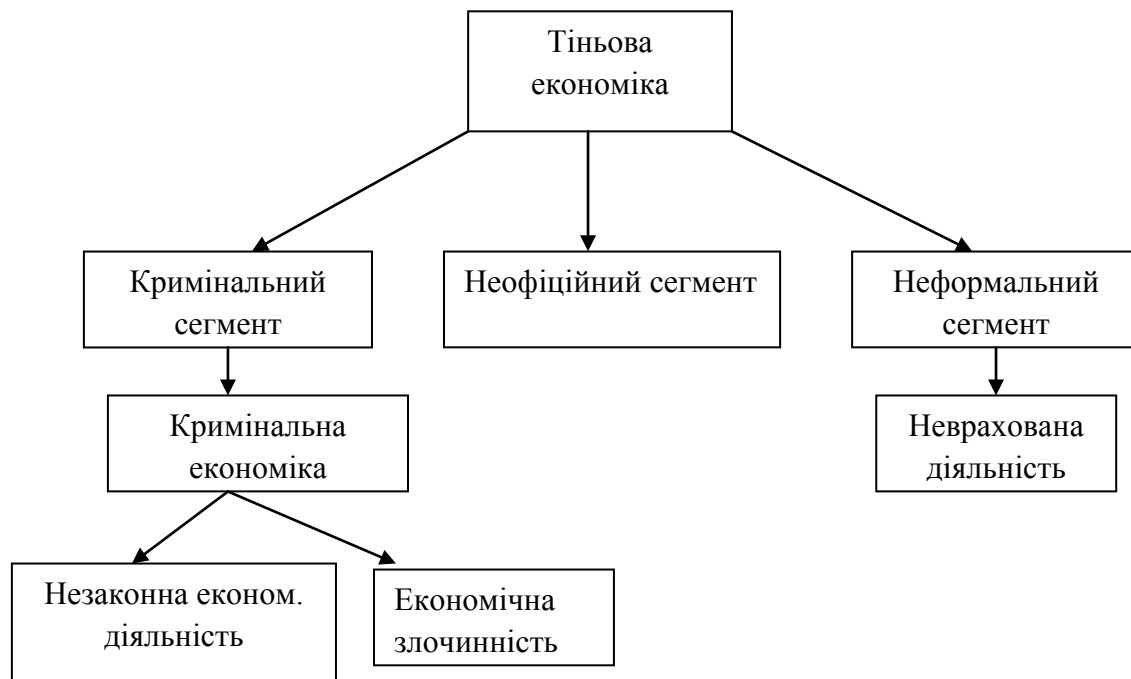 Тіньова
економіка
Кримінальний
сегмент
Неофіційний сегмент
Неформальний
сегмент
Кримінальна
економіка
Неврахована
діяльність
Незаконна економ.
діяльність
Економічна
злочинність